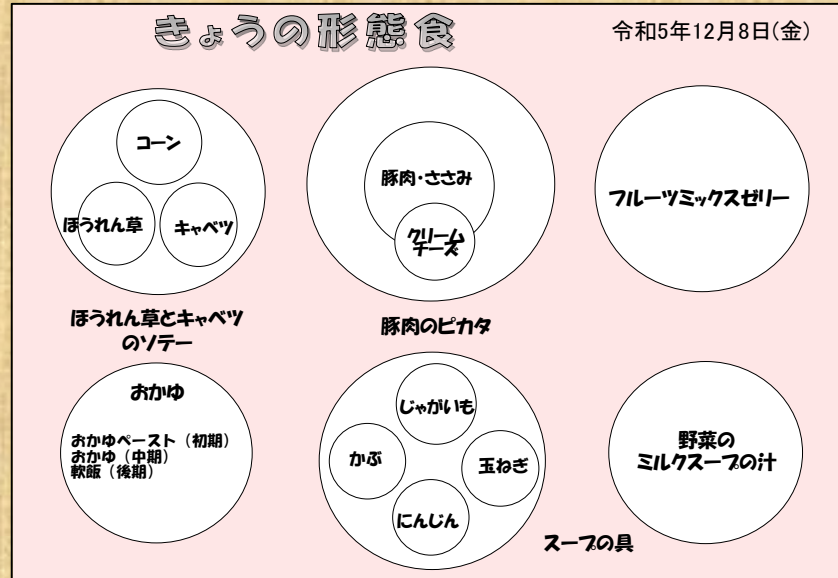 きょうの形態食
令和5年12月8日(金)
コーン
ほうれん草
キャベツ
ほうれん草とキャベツ
のソテー
豚肉・ささみ
クリーム
チーズ
豚肉のピカタ
フルーツミックスゼリー
おかゆ
おかゆペースト（初期）
おかゆ（中期）
軟飯（後期）
じゃがいも
かぶ
玉ねぎ
にんじん
スープの具
野菜の
ミルクスープの汁